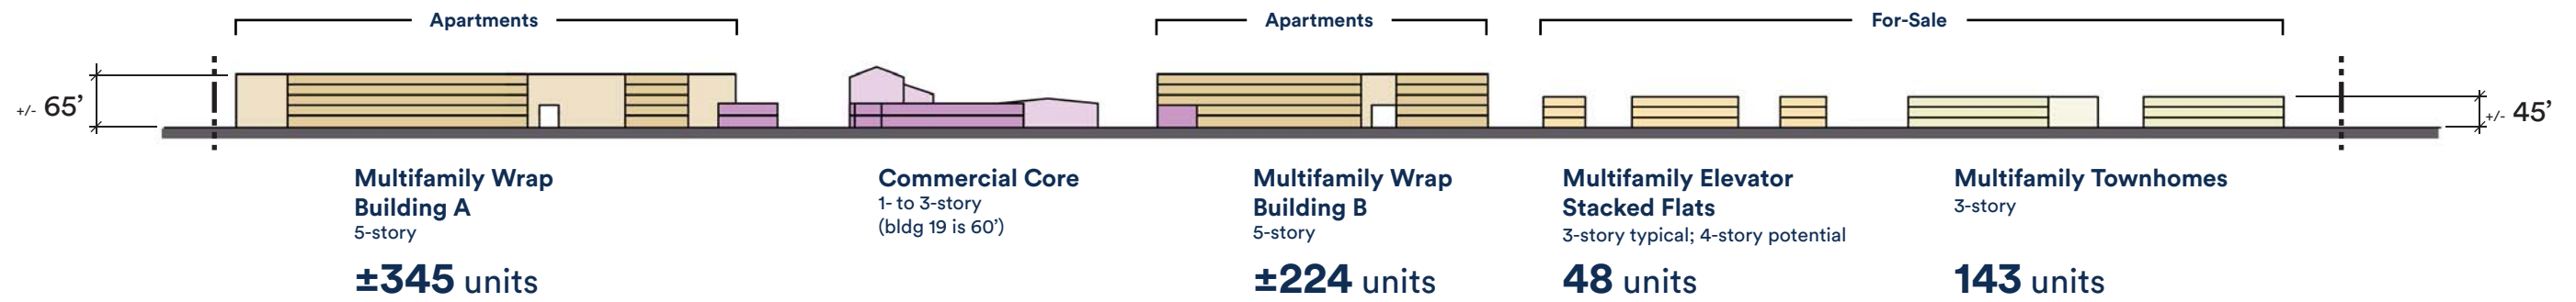 Apartments
Apartments
For-Sale
+/- 65’
+/- 45’
Multifamily Wrap
Building A
5-story
±345 units
Commercial Core
1- to 3-story
(bldg 19 is 60’)
Multifamily Wrap
Building B
5-story
±224 units
Multifamily Elevator
Stacked Flats
3-story typical; 4-story potential
48 units
Multifamily Townhomes
3-story
143 units